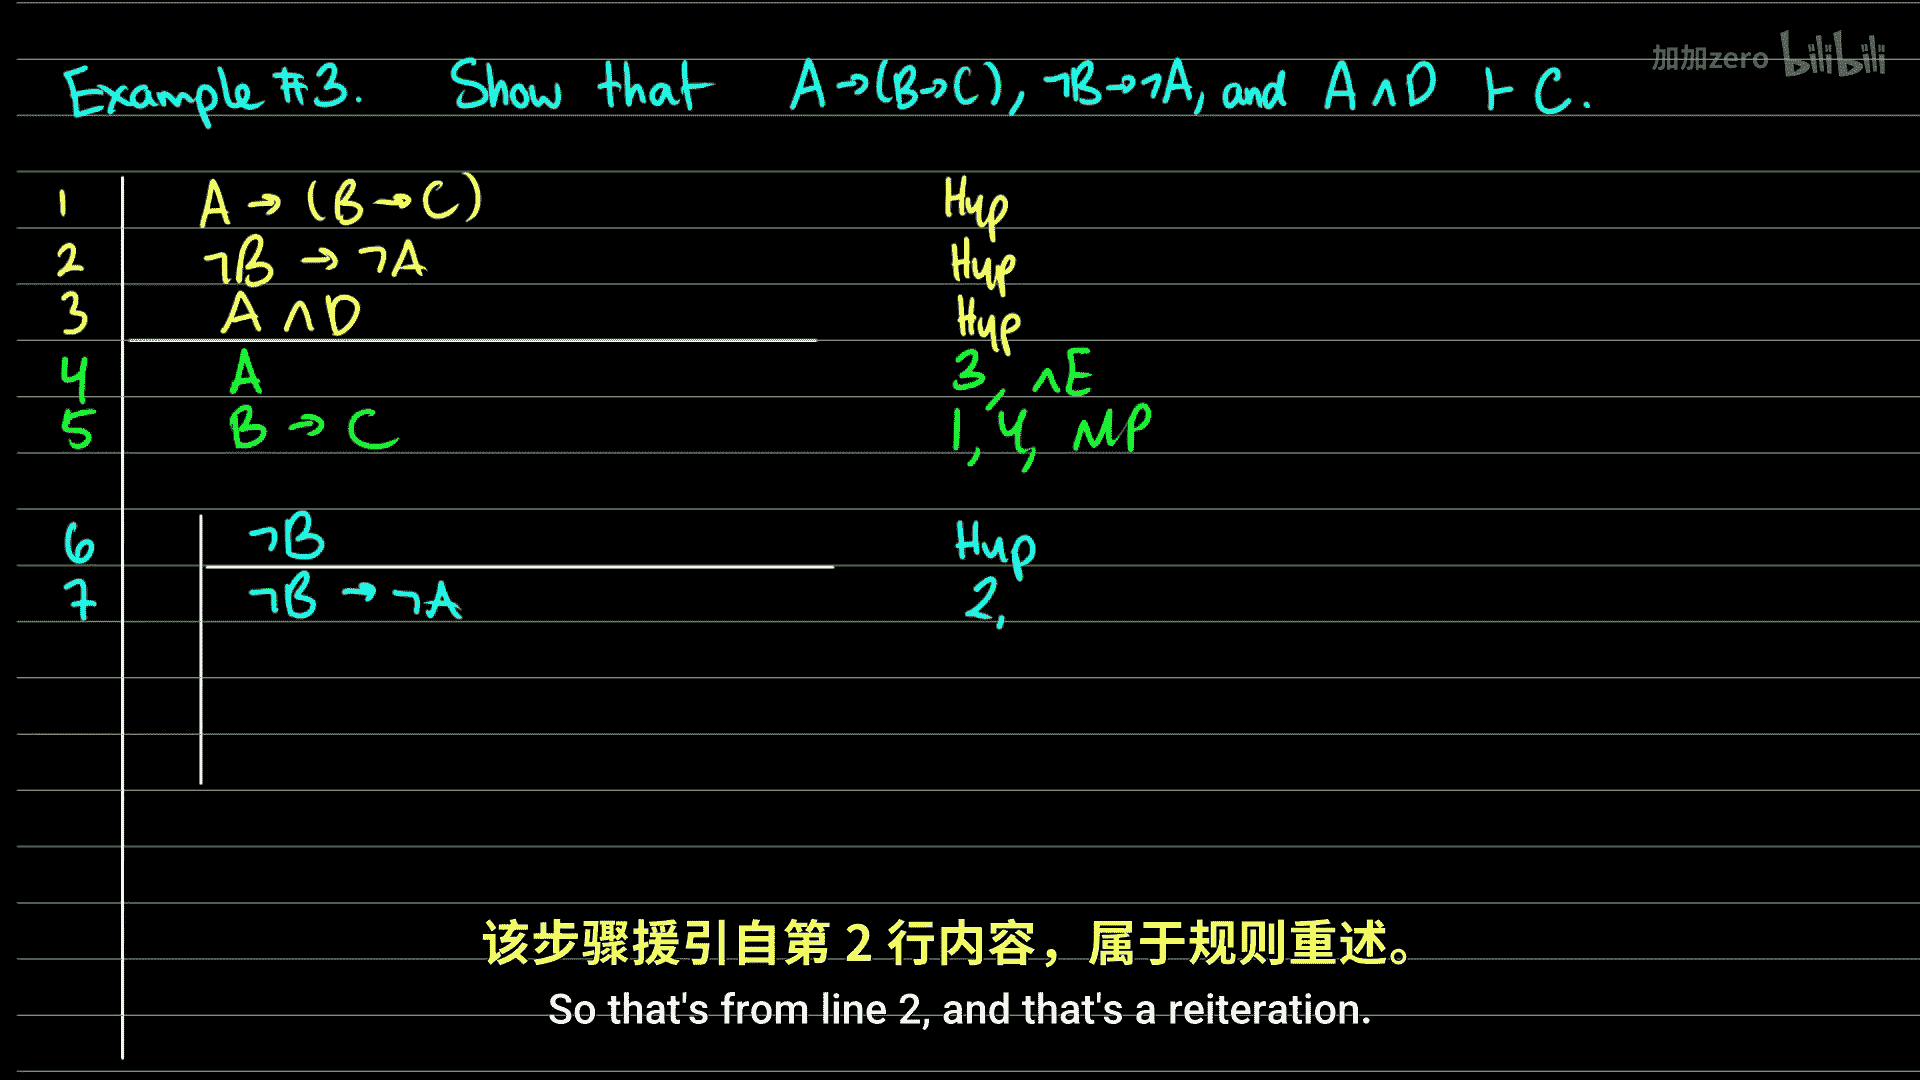 加加zero bilibili
Example #3. Show that A→(B→C), ¬B→¬A, and A∧D ⊢ C.
1 A → (B → C) Hyp
2 ¬B → ¬A Hyp
3 A ∧ D Hyp
4 A 3, ∧E
5 B → C 1, 4, MP
6 ¬B Hyp
7 ¬B → ¬A 2,
该步骤援引自第 2 行内容，属于规则重述。
So that's from line 2, and that's a reiteration.